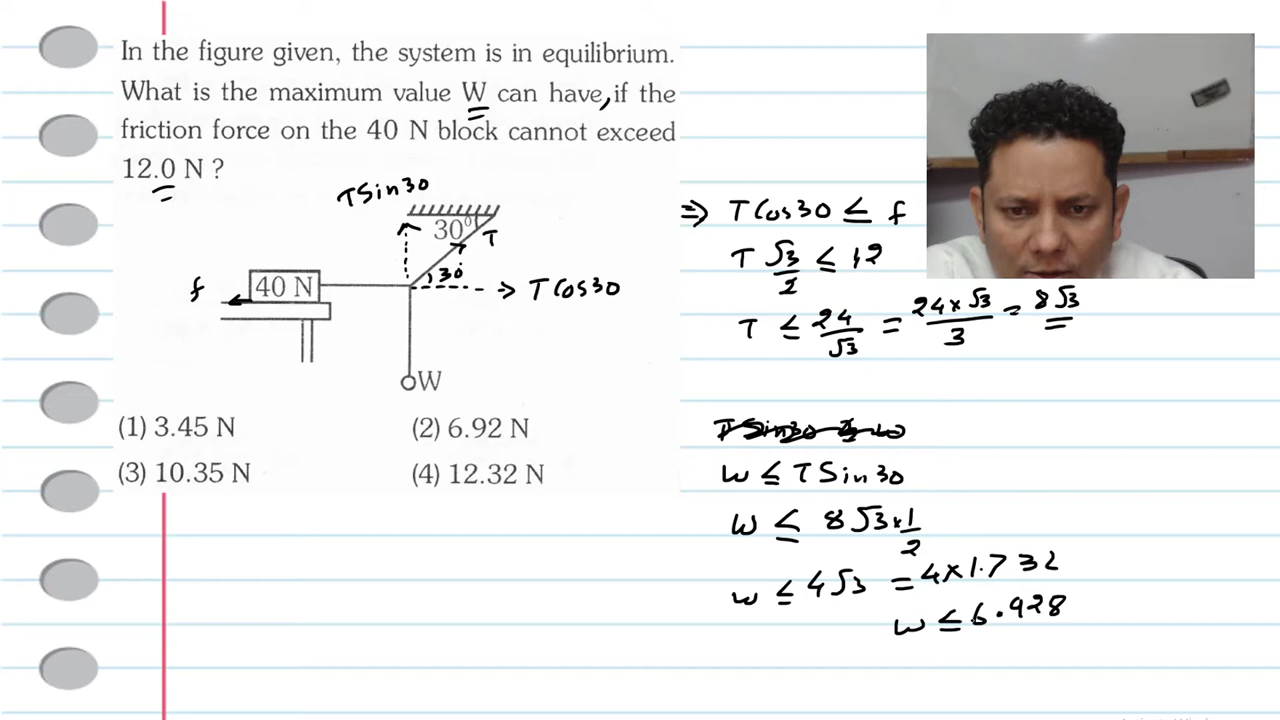 In the figure given, the system is in equilibrium.
What is the maximum value W can have, if the
friction force on the 40 N block cannot exceed
12.0 N ?
TSin30
30°
T
30
f
40 N
TCos30
W
(1) 3.45 N
(2) 6.92 N
(3) 10.35 N
(4) 12.32 N
⇒ TCos30 ≤ f
T √3/2 ≤ 12
T ≤ 24/√3 = 24×√3/3 = 8√3
W ≤ TSin30
W ≤ 8√3×1/2
W ≤ 4√3 = 4×1.732
W ≤ 6.928